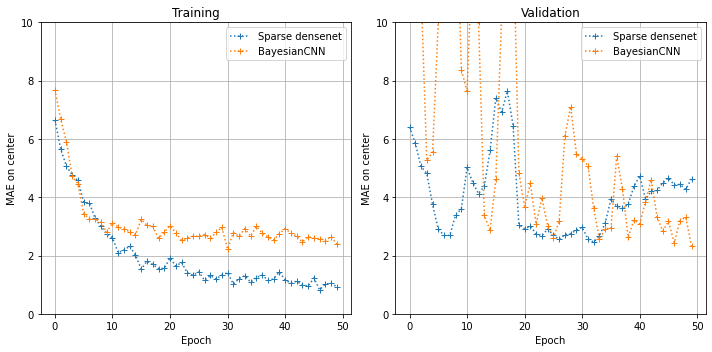 Training
MAE on center
10
8
6
4
2
0
Sparse densenet
BayesianCNN
0 10 20 30 40 50
Epoch
Validation
MAE on center
10
8
6
4
2
0
Sparse densenet
BayesianCNN
0 10 20 30 40 50
Epoch